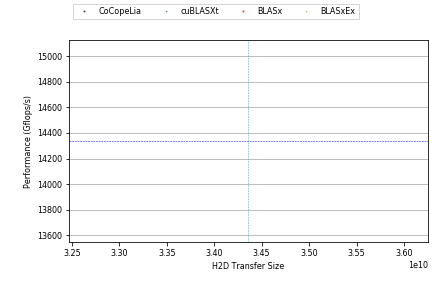 CoCopeLia cuBLASXt BLASx BLASxEx
15000
14800
14600
14400
14200
14000
13800
13600
Performance (Gflops/s)
3.25 3.30 3.35 3.40 3.45 3.50 3.55 3.60
1e10
H2D Transfer Size